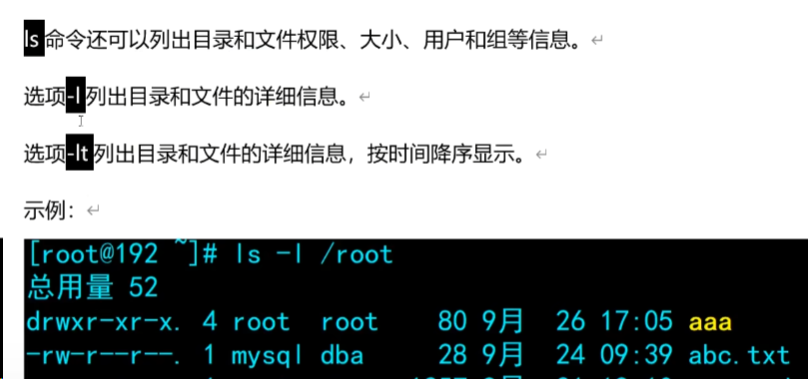 ls命令还可以列出目录和文件权限、大小、用户和组等信息。
选项-l列出目录和文件的详细信息。
选项-lt列出目录和文件的详细信息，按时间降序显示。
示例：
[root@192 ~]# ls -l /root
总用量 52
drwxr-xr-x. 4 root  root    80 9月  26 17:05 aaa
-rw-r--r--. 1 mysql dba     28 9月  24 09:39 abc.txt